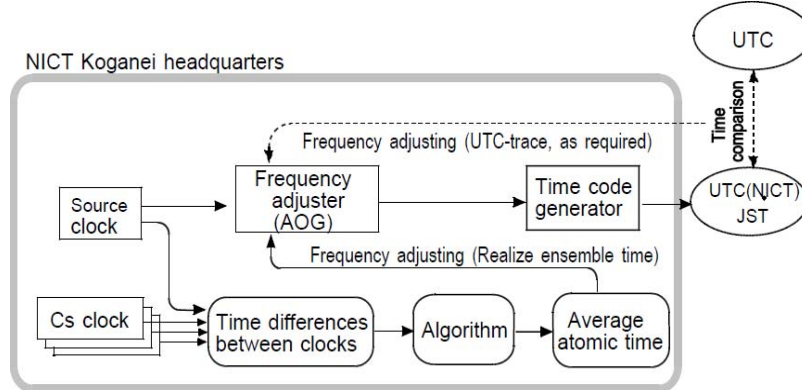 UTC
NICT Koganei headquarters
Time
comparison
Frequency adjusting (UTC-trace, as required)
Frequency
adjuster
(AOG)
Time code
generator
UTC(NICT)
JST
Source
clock
Frequency adjusting (Realize ensemble time)
Cs clock
Time differences
between clocks
Algorithm
Average
atomic time